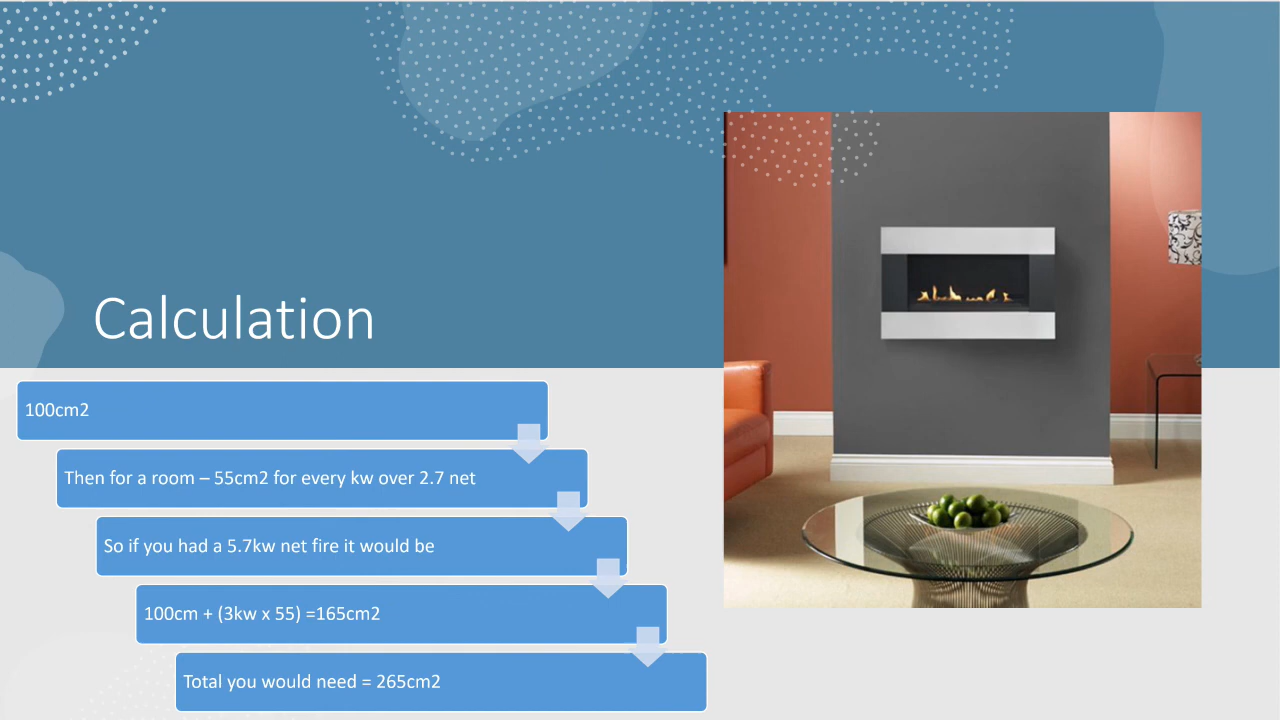 Calculation
100cm2
Then for a room – 55cm2 for every kw over 2.7 net
So if you had a 5.7kw net fire it would be
100cm + (3kw x 55) =165cm2
Total you would need = 265cm2